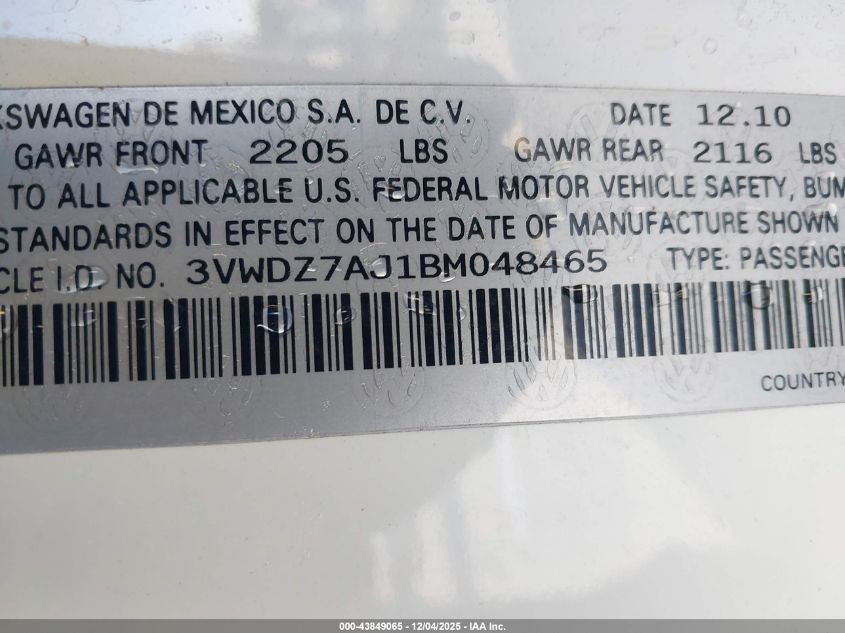 KSWAGEN DE MEXICO S.A. DE C.V. DATE 12.10
GAWR FRONT 2205 LBS GAWR REAR 2116 LBS
TO ALL APPLICABLE U.S. FEDERAL MOTOR VEHICLE SAFETY, BUM
STANDARDS IN EFFECT ON THE DATE OF MANUFACTURE SHOWN
CLE I.D NO. 3VWDZ7AJ1BM048465 TYPE: PASSENGE
COUNTRY
000-43849065 - 12/04/2025 - IAA Inc.